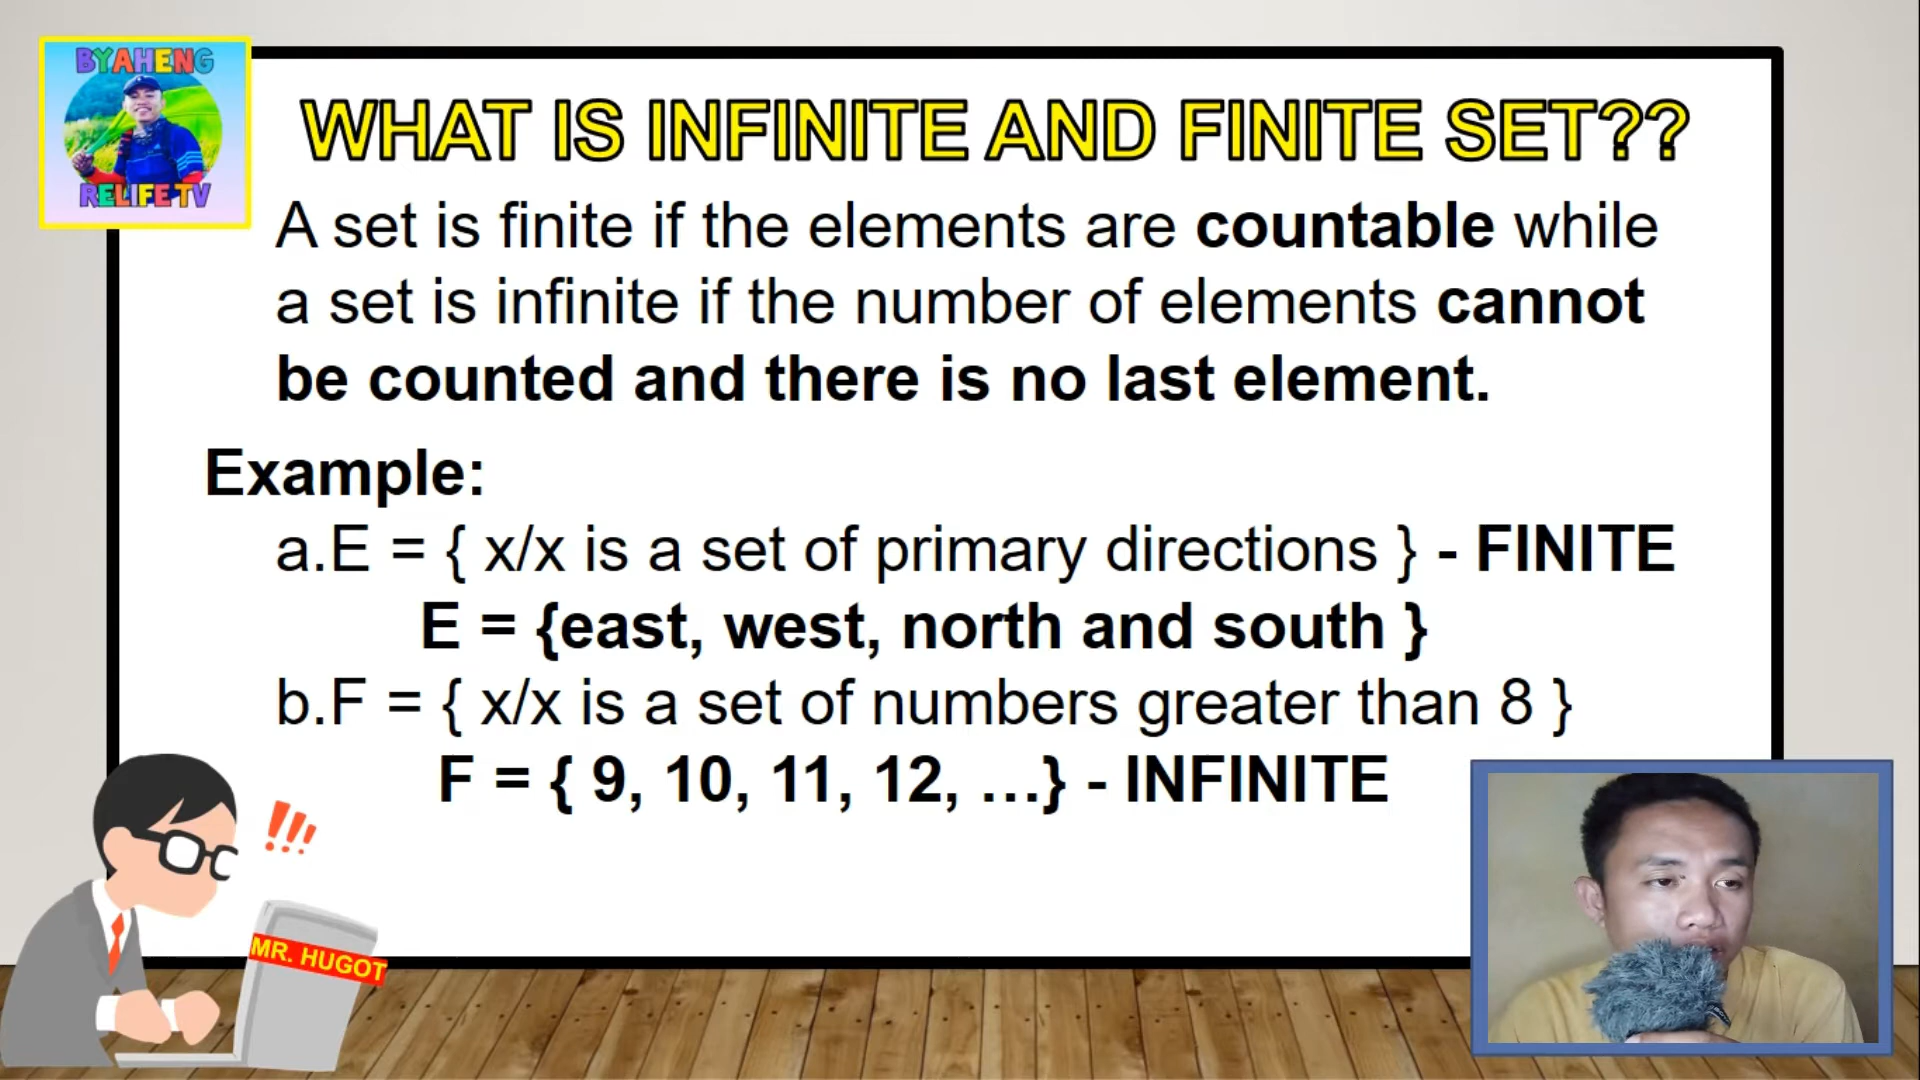 BYAHENG
RELIFE TV
WHAT IS INFINITE AND FINITE SET??
A set is finite if the elements are countable while
a set is infinite if the number of elements cannot
be counted and there is no last element.
Example:
a.E = { x/x is a set of primary directions } - FINITE
E = {east, west, north and south }
b.F = { x/x is a set of numbers greater than 8 }
F = { 9, 10, 11, 12, …} - INFINITE
!!!
MR. HUGOT